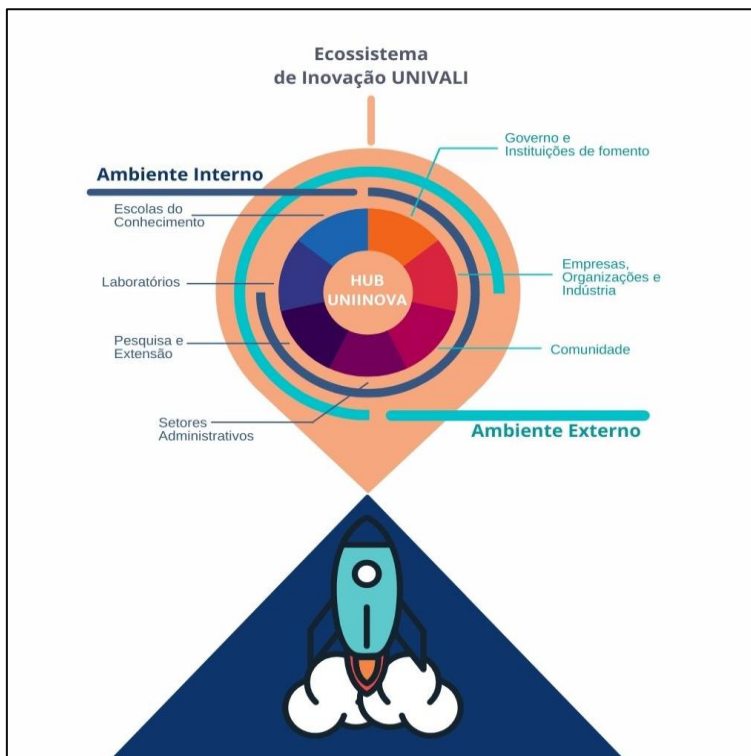 Ecossistema
de Inovação UNIVALI
Governo e
Instituições de fomento
Ambiente Interno
Escolas do
Conhecimento
Laboratórios
HUB
UNIINOVA
Empresas,
Organizações e
Indústria
Pesquisa e
Extensão
Comunidade
Setores
Administrativos
Ambiente Externo